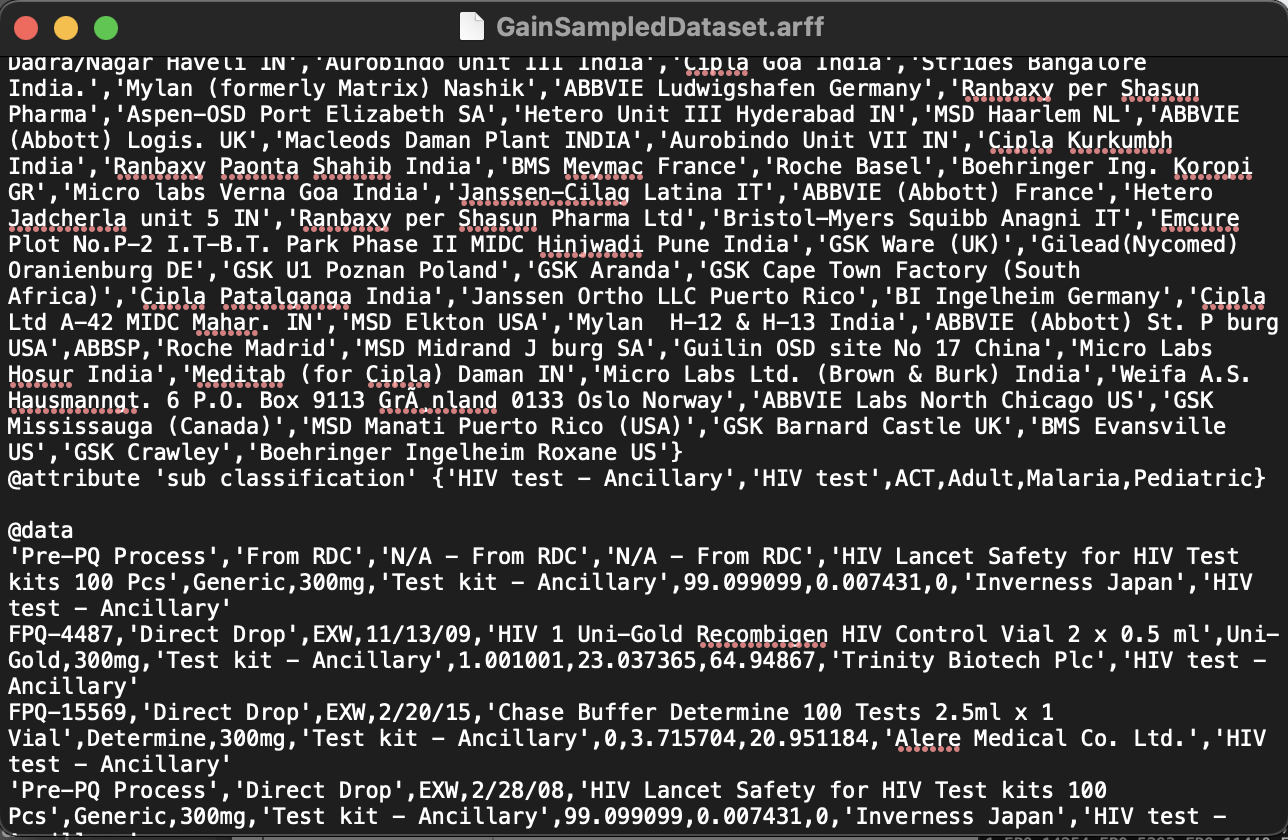 GainSampledDataset.arff
Dadra/Nagar Haveli IN','Aurobindo Unit III India','Cipla Goa India','Strides Bangalore
India.','Mylan (formerly Matrix) Nashik','ABBVIE Ludwigshafen Germany','Ranbaxy per Shasun
Pharma','Aspen-OSD Port Elizabeth SA','Hetero Unit III Hyderabad IN','MSD Haarlem NL','ABBVIE
(Abbott) Logis. UK','Macleods Daman Plant INDIA','Aurobindo Unit VII IN','Cipla Kurkumbh
India','Ranbaxy Paonta Shahib India','BMS Meymac France','Roche Basel','Boehringer Ing. Koropi
GR','Micro labs Verna Goa India','Janssen-Cilag Latina IT','ABBVIE (Abbott) France','Hetero
Jadcherla unit 5 IN','Ranbaxy per Shasun Pharma Ltd','Bristol-Myers Squibb Anagni IT','Emcure
Plot No.P-2 I.T-B.T. Park Phase II MIDC Hinjwadi Pune India','GSK Ware (UK)','Gilead(Nycomed)
Oranienburg DE','GSK U1 Poznan Poland','GSK Aranda','GSK Cape Town Factory (South
Africa)','Cipla Patalganga India','Janssen Ortho LLC Puerto Rico','BI Ingelheim Germany','Cipla
Ltd A-42 MIDC Mahar. IN','MSD Elkton USA','Mylan  H-12 & H-13 India','ABBVIE (Abbott) St. P burg
USA',ABBSP,'Roche Madrid','MSD Midrand J burg SA','Guilin OSD site No 17 China','Micro Labs
Hosur India','Meditab (for Cipla) Daman IN','Micro Labs Ltd. (Brown & Burk) India','Weifa A.S.
Hausmanngt. 6 P.O. Box 9113 GrÃ¸nland 0133 Oslo Norway','ABBVIE Labs North Chicago US','GSK
Mississauga (Canada)','MSD Manati Puerto Rico (USA)','GSK Barnard Castle UK','BMS Evansville
US','GSK Crawley','Boehringer Ingelheim Roxane US'}
@attribute 'sub classification' {'HIV test - Ancillary','HIV test',ACT,Adult,Malaria,Pediatric}
@data
'Pre-PQ Process','From RDC','N/A - From RDC','N/A - From RDC','HIV Lancet Safety for HIV Test
kits 100 Pcs',Generic,300mg,'Test kit - Ancillary',99.099099,0.007431,0,'Inverness Japan','HIV
test - Ancillary'
FPQ-4487,'Direct Drop',EXW,11/13/09,'HIV 1 Uni-Gold Recombigen HIV Control Vial 2 x 0.5 ml',Uni-
Gold,300mg,'Test kit - Ancillary',1.001001,23.037365,64.94867,'Trinity Biotech Plc','HIV test -
Ancillary'
FPQ-15569,'Direct Drop',EXW,2/20/15,'Chase Buffer Determine 100 Tests 2.5ml x 1
Vial',Determine,300mg,'Test kit - Ancillary',0,3.715704,20.951184,'Alere Medical Co. Ltd.','HIV
test - Ancillary'
'Pre-PQ Process','Direct Drop',EXW,2/28/08,'HIV Lancet Safety for HIV Test kits 100
Pcs',Generic,300mg,'Test kit - Ancillary',99.099099,0.007431,0,'Inverness Japan','HIV test -